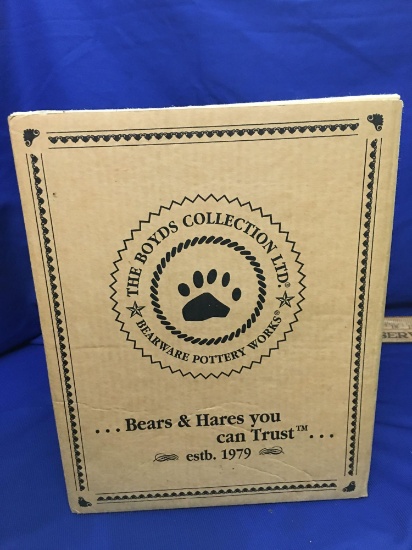 THE BOYDS COLLECTION LTD.®
BEARWARE POTTERY WORKS®
...Bears & Hares you
can Trust™...
estb. 1979